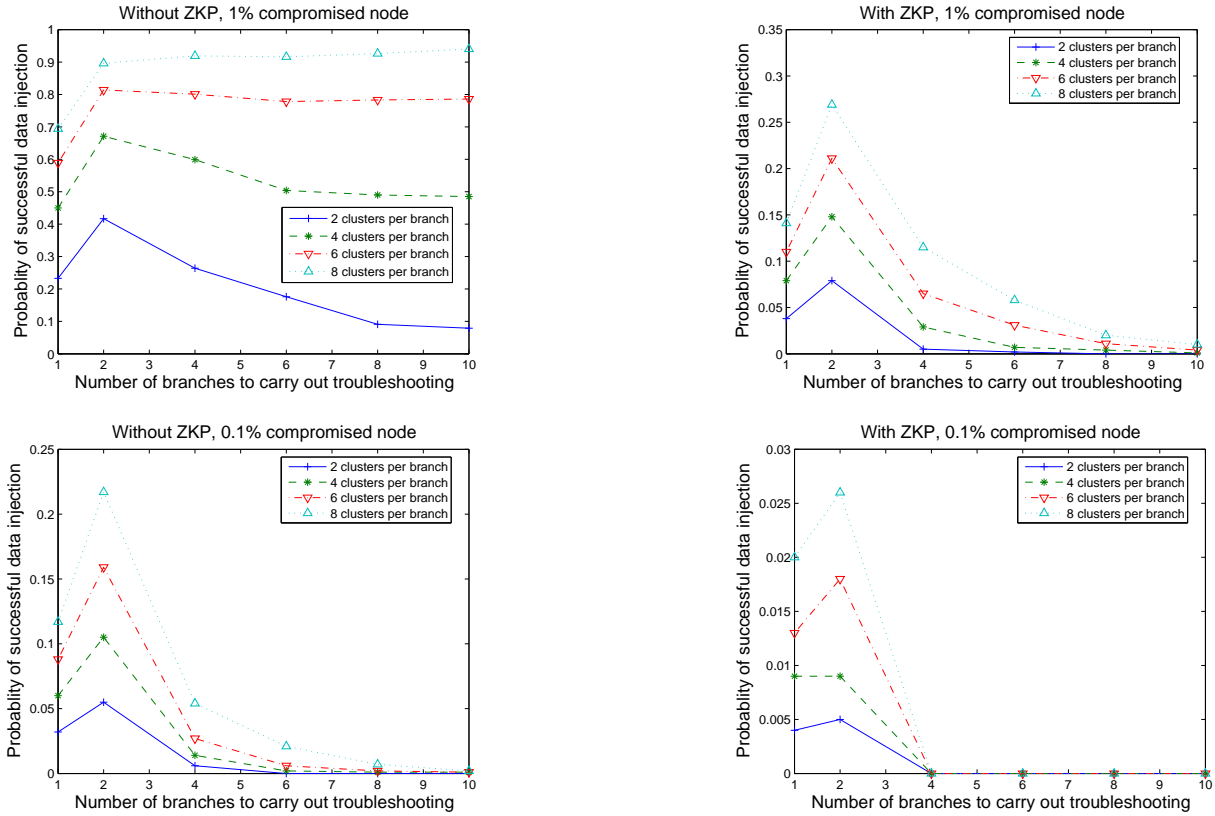 Without ZKP, 1% compromised node
Probablity of successful data injection
1
0.9
0.8
0.7
0.6
0.5
0.4
0.3
0.2
0.1
0
2 clusters per branch
4 clusters per branch
6 clusters per branch
8 clusters per branch
1 2 3 4 5 6 7 8 9 10
Number of branches to carry out troubleshooting
With ZKP, 1% compromised node
Probablity of successful data injection
0.35
0.3
0.25
0.2
0.15
0.1
0.05
0
2 clusters per branch
4 clusters per branch
6 clusters per branch
8 clusters per branch
1 2 3 4 5 6 7 8 9 10
Number of branches to carry out troubleshooting
Without ZKP, 0.1% compromised node
Probablity of successful data injection
0.25
0.2
0.15
0.1
0.05
0
2 clusters per branch
4 clusters per branch
6 clusters per branch
8 clusters per branch
1 2 3 4 5 6 7 8 9 10
Number of branches to carry out troubleshooting
With ZKP, 0.1% compromised node
Probablity of successful data injection
0.03
0.025
0.02
0.015
0.01
0.005
0
2 clusters per branch
4 clusters per branch
6 clusters per branch
8 clusters per branch
1 2 3 4 5 6 7 8 9 10
Number of branches to carry out troubleshooting